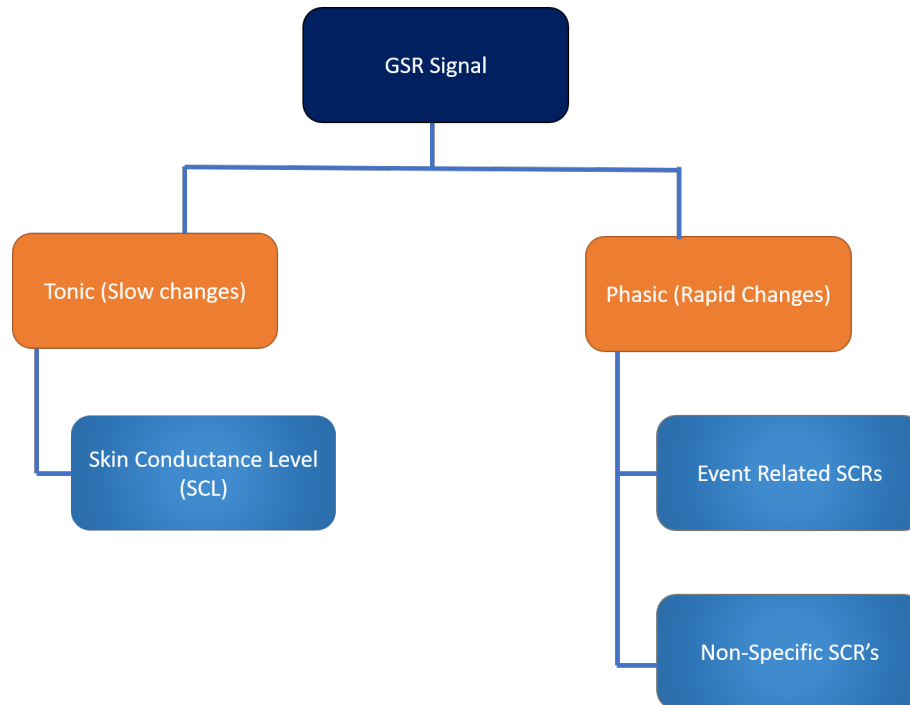 GSR Signal
Tonic (Slow changes)
Phasic (Rapid Changes)
Skin Conductance Level
(SCL)
Event Related SCRs
Non-Specific SCR’s